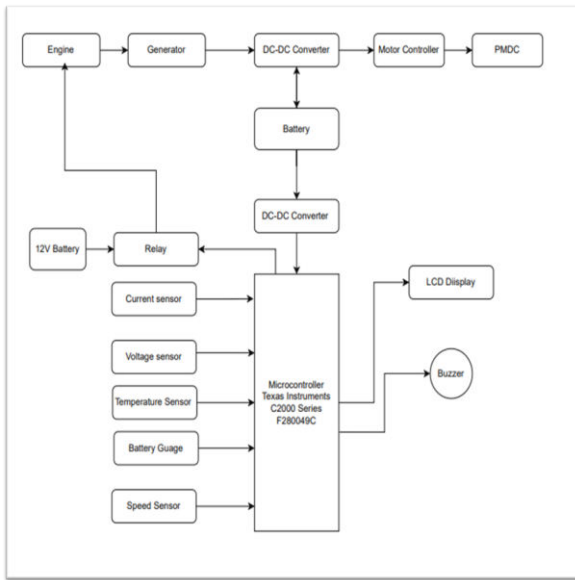 Engine
Generator
DC-DC Converter
Motor Controller
PMDC
Battery
DC-DC Converter
12V Battery
Relay
Current sensor
LCD Diisplay
Voltage sensor
Microcontroller
Texas Instruments
C2000 Series
F280049C
Buzzer
Temperature Sensor
Battery Guage
Speed Sensor